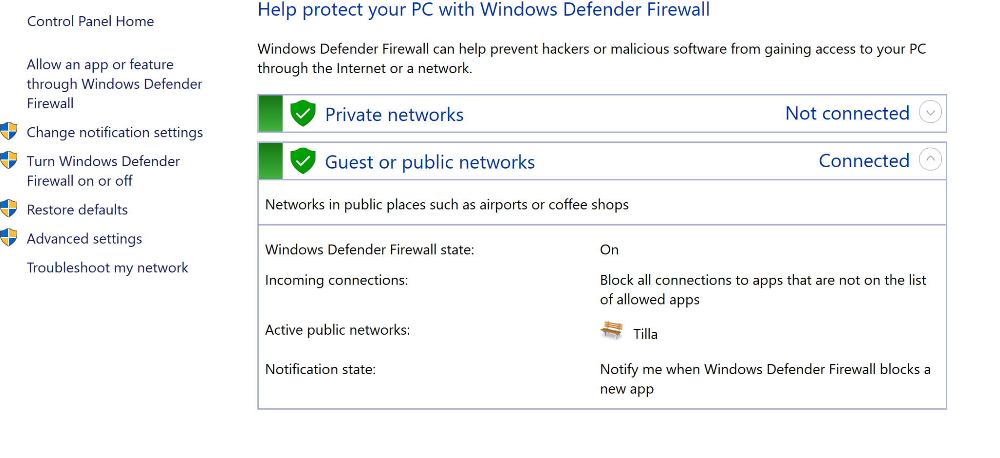 Control Panel Home
Allow an app or feature
through Windows Defender
Firewall
Change notification settings
Turn Windows Defender
Firewall on or off
Restore defaults
Advanced settings
Troubleshoot my network
Help protect your PC with Windows Defender Firewall
Windows Defender Firewall can help prevent hackers or malicious software from gaining access to your PC
through the Internet or a network.
Private networks Not connected
Guest or public networks Connected
Networks in public places such as airports or coffee shops
Windows Defender Firewall state: On
Incoming connections: Block all connections to apps that are not on the list
of allowed apps
Active public networks: Tilla
Notification state: Notify me when Windows Defender Firewall blocks a
new app